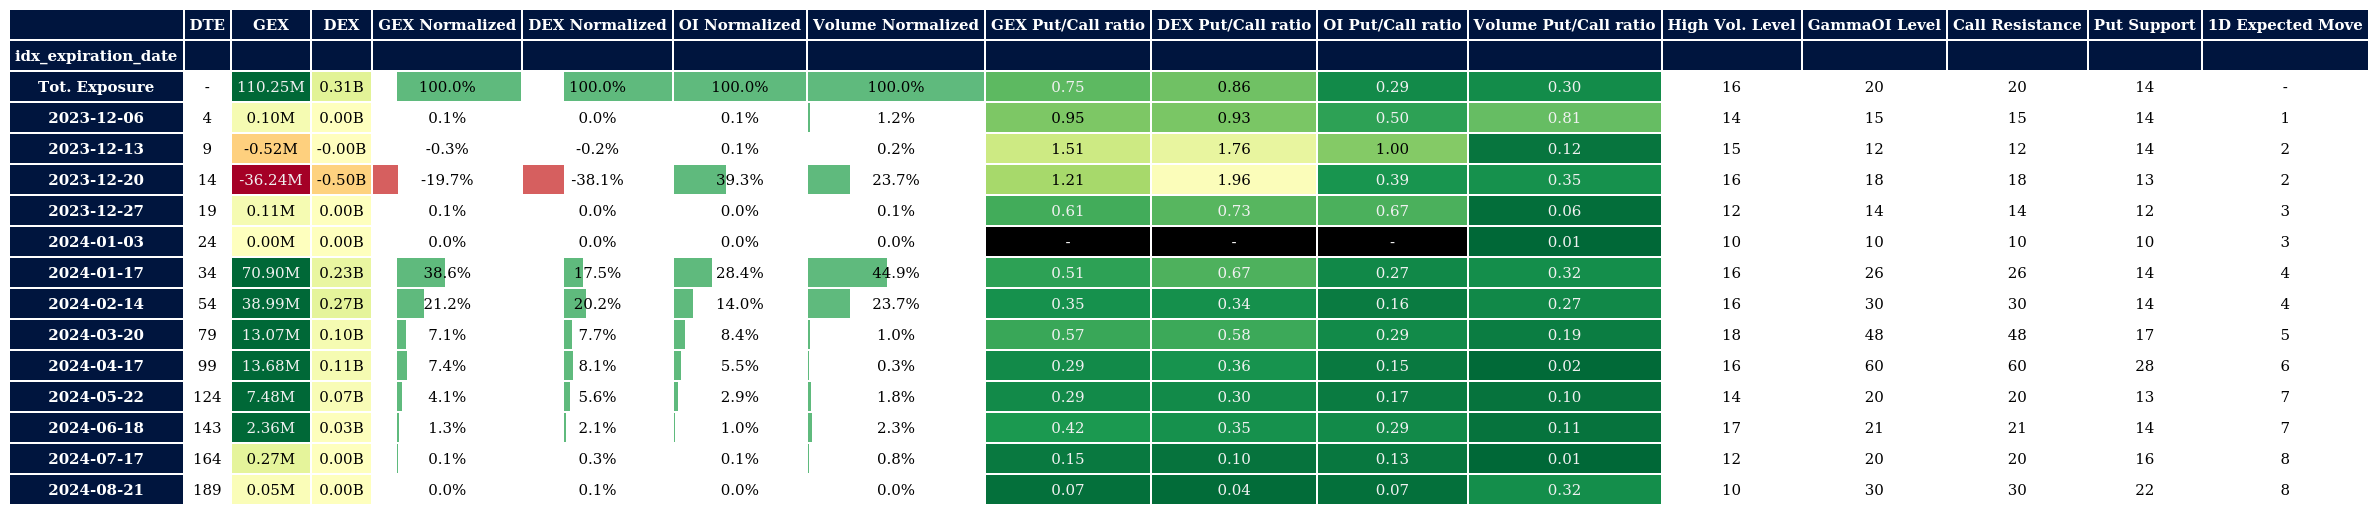 DTE GEX DEX GEX Normalized DEX Normalized OI Normalized Volume Normalized GEX Put/Call ratio DEX Put/Call ratio OI Put/Call ratio Volume Put/Call ratio High Vol. Level GammaOI Level Call Resistance Put Support 1D Expected Move
idx_expiration_date
Tot. Exposure - 110.25M 0.31B 100.0% 100.0% 100.0% 100.0% 0.75 0.86 0.29 0.30 16 20 20 14 -
2023-12-06 4 0.10M 0.00B 0.1% 0.0% 0.1% 1.2% 0.95 0.93 0.50 0.81 14 15 15 14 1
2023-12-13 9 -0.52M -0.00B -0.3% -0.2% 0.1% 0.2% 1.51 1.76 1.00 0.12 15 12 12 14 2
2023-12-20 14 -36.24M -0.50B -19.7% -38.1% 39.3% 23.7% 1.21 1.96 0.39 0.35 16 18 18 13 2
2023-12-27 19 0.11M 0.00B 0.1% 0.0% 0.0% 0.1% 0.61 0.73 0.67 0.06 12 14 14 12 3
2024-01-03 24 0.00M 0.00B 0.0% 0.0% 0.0% 0.0% - - - 0.01 10 10 10 10 3
2024-01-17 34 70.90M 0.23B 38.6% 17.5% 28.4% 44.9% 0.51 0.67 0.27 0.32 16 26 26 14 4
2024-02-14 54 38.99M 0.27B 21.2% 20.2% 14.0% 23.7% 0.35 0.34 0.16 0.27 16 30 30 14 4
2024-03-20 79 13.07M 0.10B 7.1% 7.7% 8.4% 1.0% 0.57 0.58 0.29 0.19 18 48 48 17 5
2024-04-17 99 13.68M 0.11B 7.4% 8.1% 5.5% 0.3% 0.29 0.36 0.15 0.02 16 60 60 28 6
2024-05-22 124 7.48M 0.07B 4.1% 5.6% 2.9% 1.8% 0.29 0.30 0.17 0.10 14 20 20 13 7
2024-06-18 143 2.36M 0.03B 1.3% 2.1% 1.0% 2.3% 0.42 0.35 0.29 0.11 17 21 21 14 7
2024-07-17 164 0.27M 0.00B 0.1% 0.3% 0.1% 0.8% 0.15 0.10 0.13 0.01 12 20 20 16 8
2024-08-21 189 0.05M 0.00B 0.0% 0.1% 0.0% 0.0% 0.07 0.04 0.07 0.32 10 30 30 22 8